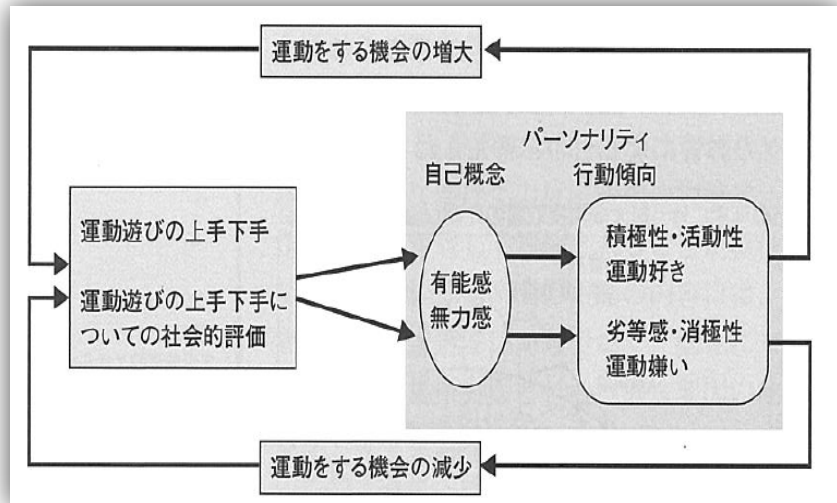 運動をする機会の増大
パーソナリティ
自己概念
行動傾向
運動遊びの上手下手
運動遊びの上手下手に
ついての社会的評価
有能感
無力感
積極性・活動性
運動好き
劣等感・消極性
運動嫌い
運動をする機会の減少